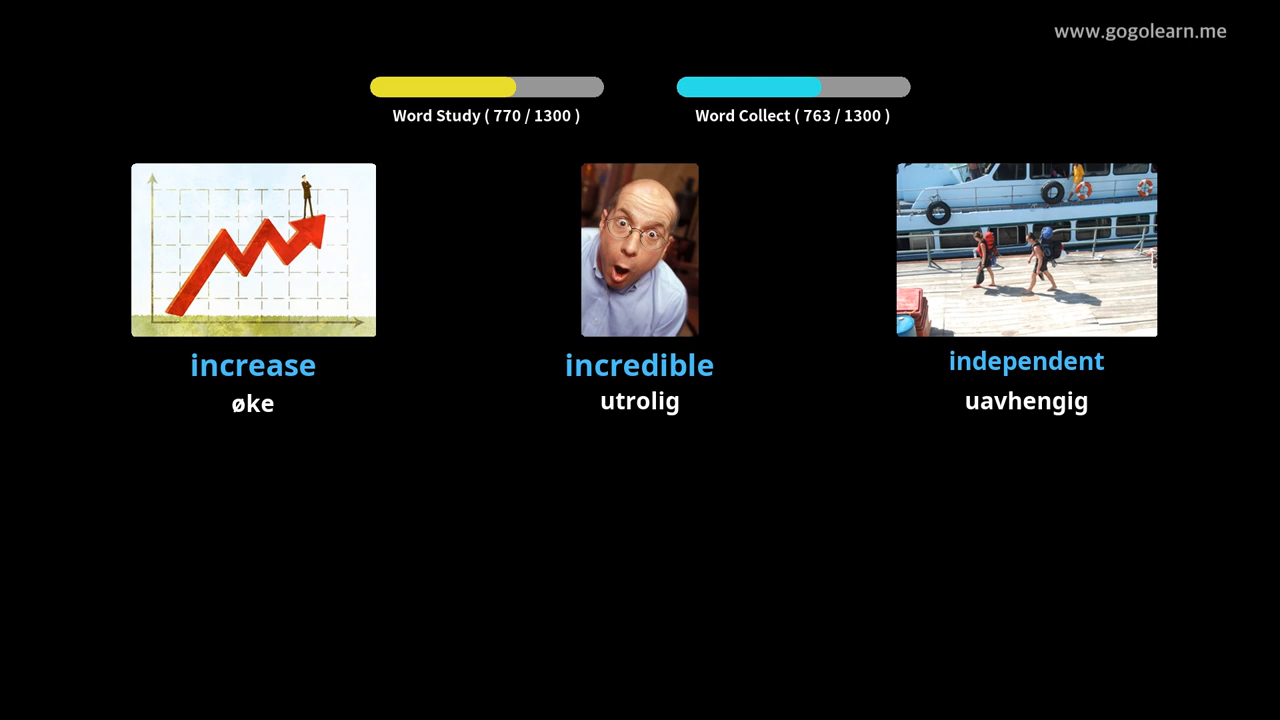 www.gogolearn.me
Word Study ( 770 / 1300 )
Word Collect ( 763 / 1300 )
increase
incredible
independent
øke
utrolig
uavhengig